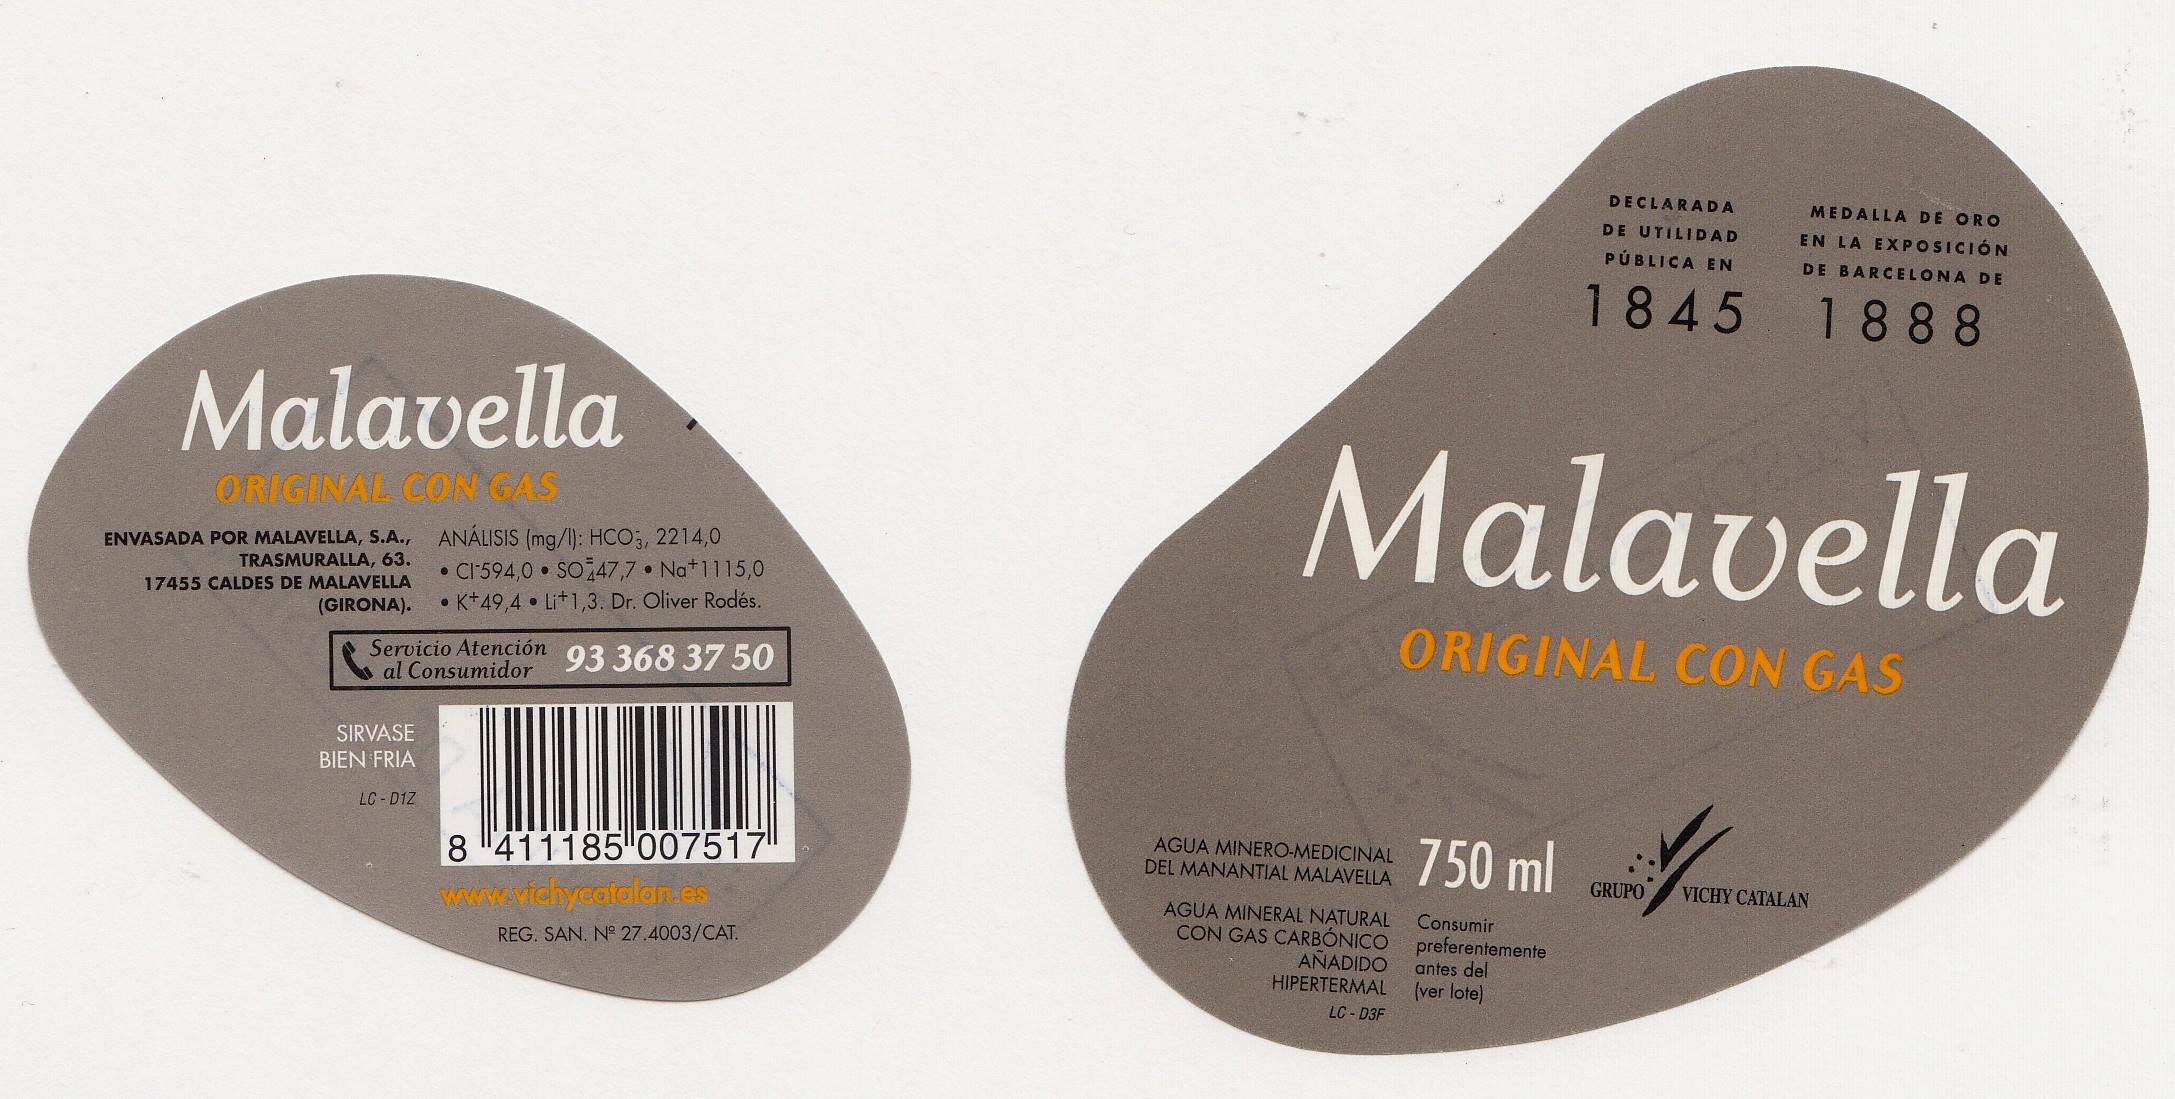 Malavella
ORIGINAL CON GAS
ENVASADA POR MALAVELLA, S.A.,
TRASMURALLA, 63.
17455 CALDES DE MALAVELLA
(GIRONA).
ANÁLISIS (mg/l): HCO₃⁻, 2214,0
• Cl⁻594,0 • SO₄⁼47,7 • Na⁺1115,0
• K⁺49,4 • Li⁺1,3. Dr. Oliver Rodés.
Servicio Atención
al Consumidor
93 368 37 50
SIRVASE
BIEN FRIA
LC - D1Z
8 411185 007517
www.vichycatalan.es
REG. SAN. Nº 27.4003/CAT.
DECLARADA
DE UTILIDAD
PÚBLICA EN
1845
MEDALLA DE ORO
EN LA EXPOSICIÓN
DE BARCELONA DE
1888
Malavella
ORIGINAL CON GAS
AGUA MINERO-MEDICINAL
DEL MANANTIAL MALAVELLA
750 ml
GRUPO VICHY CATALAN
AGUA MINERAL NATURAL
CON GAS CARBÓNICO
AÑADIDO
HIPERTERMAL
LC - D3F
Consumir
preferentemente
antes del
(ver lote)